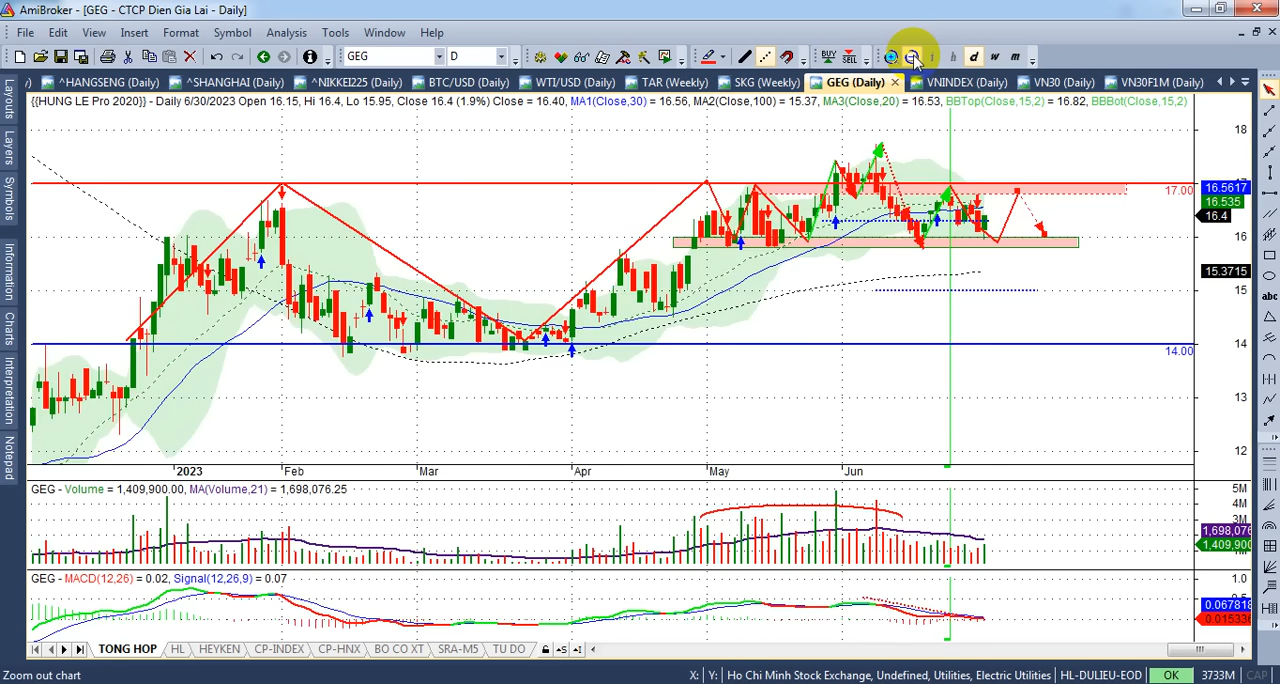 AmiBroker - [GEG - CTCP Dien Gia Lai - Daily]
File Edit View Insert Format Symbol Analysis Tools Window Help
GEG D BUY SELL i h d w m
^HANGSENG (Daily) ^SHANGHAI (Daily) ^NIKKEI225 (Daily) BTC/USD (Daily) WTI/USD (Daily) TAR (Weekly) SKG (Weekly) GEG (Daily) VNINDEX (Daily) VN30 (Daily) VN30F1M (Daily)
{{HUNG LE Pro 2020}} - Daily 6/30/2023 Open 16.15, Hi 16.4, Lo 15.95, Close 16.4 (1.9%) Close = 16.40, MA1(Close,30) = 16.56, MA2(Close,100) = 15.37, MA3(Close,20) = 16.53, BBTop(Close,15,2) = 16.82, BBBot(Close,15,2)
Layouts
Layers
Symbols
Information
Charts
Interpretation
Notepad
abc
18
17.00
16.5617
16.535
16.4
16
15.3715
15
14
14.00
13
12
2023 Feb Mar Apr May Jun
GEG - Volume = 1,409,900.00, MA(Volume,21) = 1,698,076.25
5M
4M
3M
1,698,076
1,409,900
GEG - MACD(12,26) = 0.02, Signal(12,26,9) = 0.07
1.0
0.5
0.067818
0.015336
TONG HOP HL HEYKEN CP-INDEX CP-HNX BO CO XT SRA-M5 TU DO
Zoom out chart X: Y: Ho Chi Minh Stock Exchange, Undefined, Utilities, Electric Utilities HL-DULIEU-EOD OK 3733M CAP